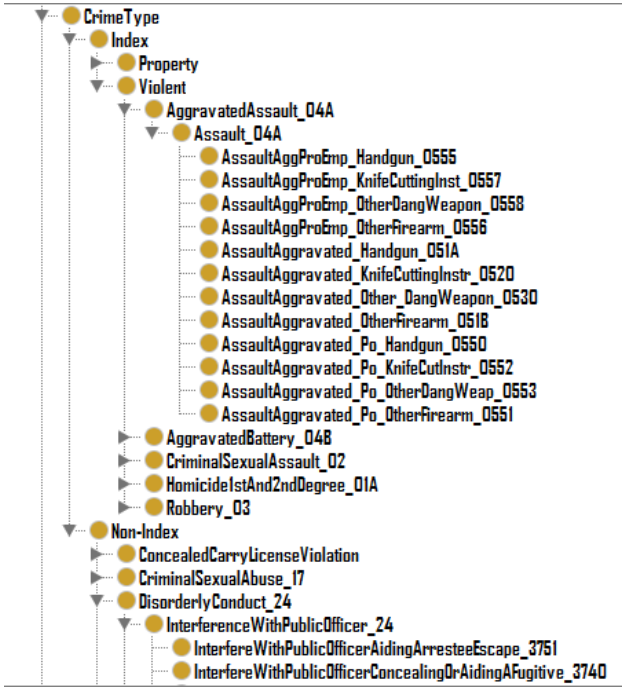 CrimeType
Index
Property
Violent
AggravatedAssault_04A
Assault_04A
AssaultAggProEmp_Handgun_0555
AssaultAggProEmp_KnifeCuttingInst_0557
AssaultAggProEmp_OtherDangWeapon_0558
AssaultAggProEmp_OtherFirearm_0556
AssaultAggravated_Handgun_051A
AssaultAggravated_KnifeCuttingInstr_0520
AssaultAggravated_Other_DangWeapon_0530
AssaultAggravated_OtherFirearm_051B
AssaultAggravated_Po_Handgun_0550
AssaultAggravated_Po_KnifeCutInstr_0552
AssaultAggravated_Po_OtherDangWeap_0553
AssaultAggravated_Po_OtherFirearm_0551
AggravatedBattery_04B
CriminalSexualAssault_02
Homicide1stAnd2ndDegree_01A
Robbery_03
Non-Index
ConcealedCarryLicenseViolation
CriminalSexualAbuse_17
DisorderlyConduct_24
InterferenceWithPublicOfficer_24
InterfereWithPublicOfficerAidingArresteeEscape_3751
InterfereWithPublicOfficerConcealingOrAidingAFugitive_3740